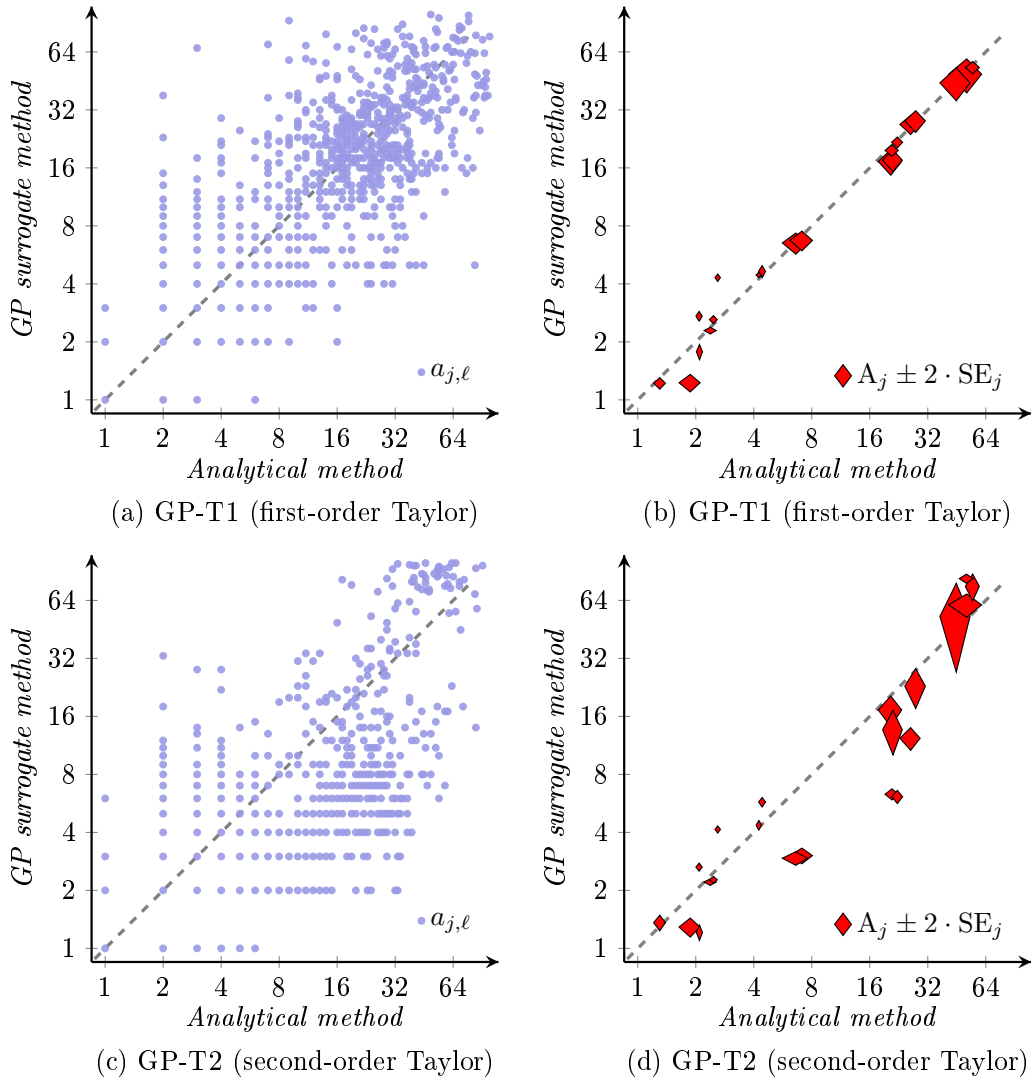 GP surrogate method
64
32
16
8
4
2
1
a_{j,ℓ}
1 2 4 8 16 32 64
Analytical method
(a) GP-T1 (first-order Taylor)
GP surrogate method
64
32
16
8
4
2
1
A_j ± 2 · SE_j
1 2 4 8 16 32 64
Analytical method
(b) GP-T1 (first-order Taylor)
GP surrogate method
64
32
16
8
4
2
1
a_{j,ℓ}
1 2 4 8 16 32 64
Analytical method
(c) GP-T2 (second-order Taylor)
GP surrogate method
64
32
16
8
4
2
1
A_j ± 2 · SE_j
1 2 4 8 16 32 64
Analytical method
(d) GP-T2 (second-order Taylor)